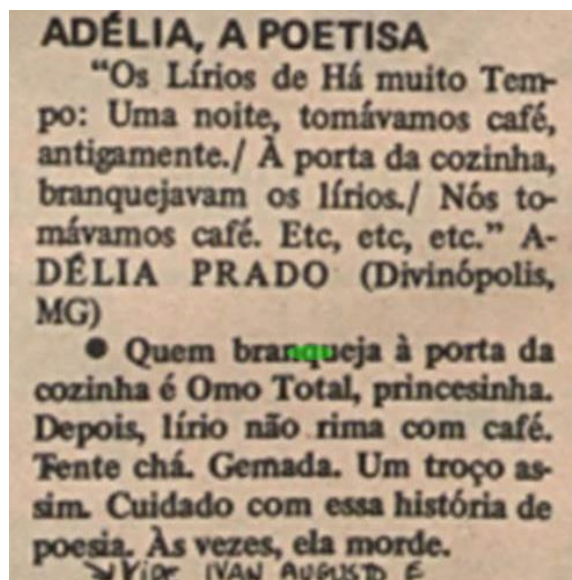 ADÉLIA, A POETISA
“Os Lírios de Há muito Tem-
po: Uma noite, tomávamos café,
antigamente./ À porta da cozinha,
branquejavam os lírios./ Nós to-
mávamos café. Etc, etc, etc.” A-
DÉLIA PRADO (Divinópolis,
MG)
● Quem branqueja à porta da
cozinha é Omo Total, princesinha.
Depois, lírio não rima com café.
Tente chá. Gemada. Um troço as-
sim. Cuidado com essa história de
poesia. Às vezes, ela morde.
VIDE IVAN AUGUSTO E